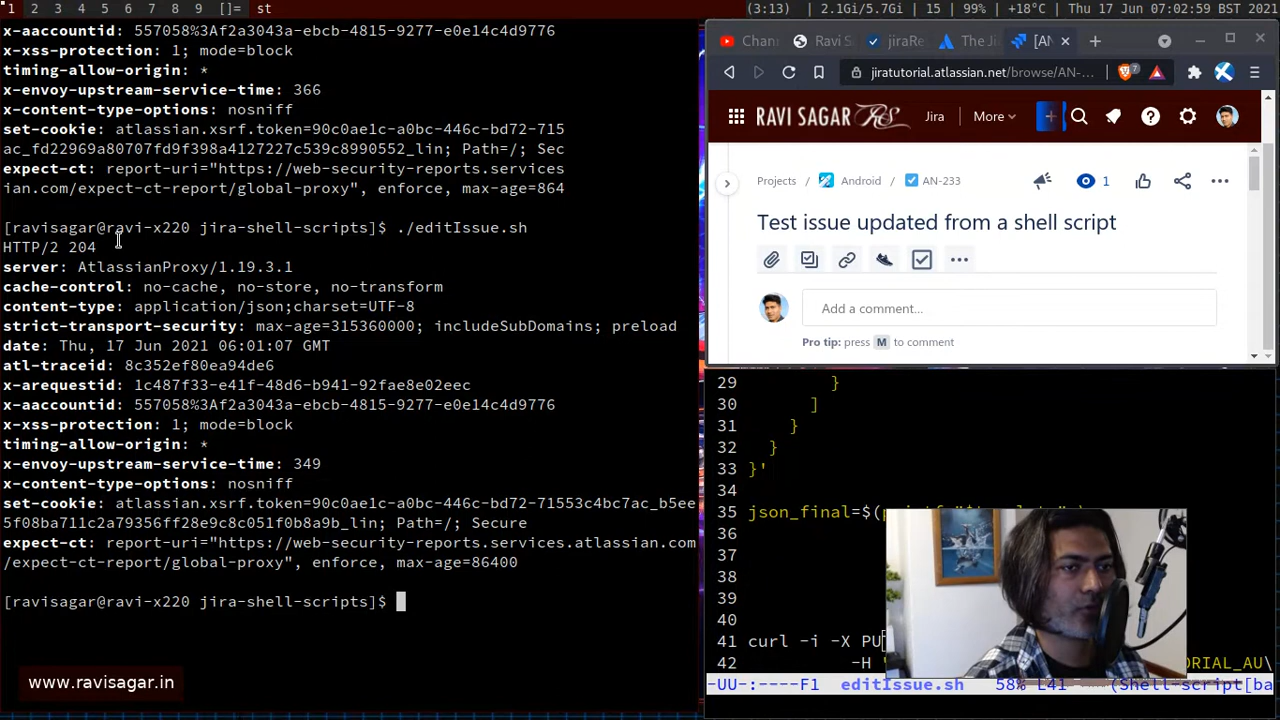 1 2 3 4 5 6 7 8 9 []= st
(3:13) | 2.1Gi/5.7Gi | 15 | 99% | +18°C | Thu 17 Jun 07:02:59 BST 2021
x-aaccountid: 557058%3Af2a3043a-ebcb-4815-9277-e0e14c4d9776
x-xss-protection: 1; mode=block
timing-allow-origin: *
x-envoy-upstream-service-time: 366
x-content-type-options: nosniff
set-cookie: atlassian.xsrf.token=90c0ae1c-a0bc-446c-bd72-715
ac_fd22969a80707fd9f398a4127227c539c8990552_lin; Path=/; Sec
expect-ct: report-uri="https://web-security-reports.services
ian.com/expect-ct-report/global-proxy", enforce, max-age=864
[ravisagar@ravi-x220 jira-shell-scripts]$ ./editIssue.sh
HTTP/2 204
server: AtlassianProxy/1.19.3.1
cache-control: no-cache, no-store, no-transform
content-type: application/json;charset=UTF-8
strict-transport-security: max-age=315360000; includeSubDomains; preload
date: Thu, 17 Jun 2021 06:01:07 GMT
atl-traceid: 8c352ef80ea94de6
x-arequestid: 1c487f33-e41f-48d6-b941-92fae8e02eec
x-aaccountid: 557058%3Af2a3043a-ebcb-4815-9277-e0e14c4d9776
x-xss-protection: 1; mode=block
timing-allow-origin: *
x-envoy-upstream-service-time: 349
x-content-type-options: nosniff
set-cookie: atlassian.xsrf.token=90c0ae1c-a0bc-446c-bd72-71553c4bc7ac_b5ee
5f08ba711c2a79356ff28e9c8c051f0b8a9b_lin; Path=/; Secure
expect-ct: report-uri="https://web-security-reports.services.atlassian.com
/expect-ct-report/global-proxy", enforce, max-age=86400
[ravisagar@ravi-x220 jira-shell-scripts]$
www.ravisagar.in
Chan Ravi S jiraRe The Ji [AN
jiratutorial.atlassian.net/browse/AN-... 7
RAVI SAGAR RS Jira More
Projects / Android / AN-233 1
Test issue updated from a shell script
Add a comment...
Pro tip: press M to comment
29 }
30 ]
31 }
32 }
33 }'
34
35 json_final=$(
36
37
38
39
40
41 curl -i -X PU
42 -H ' TORIAL_AU\
-UU-:----F1 editIssue.sh 58% L41 (Shell-script[ba